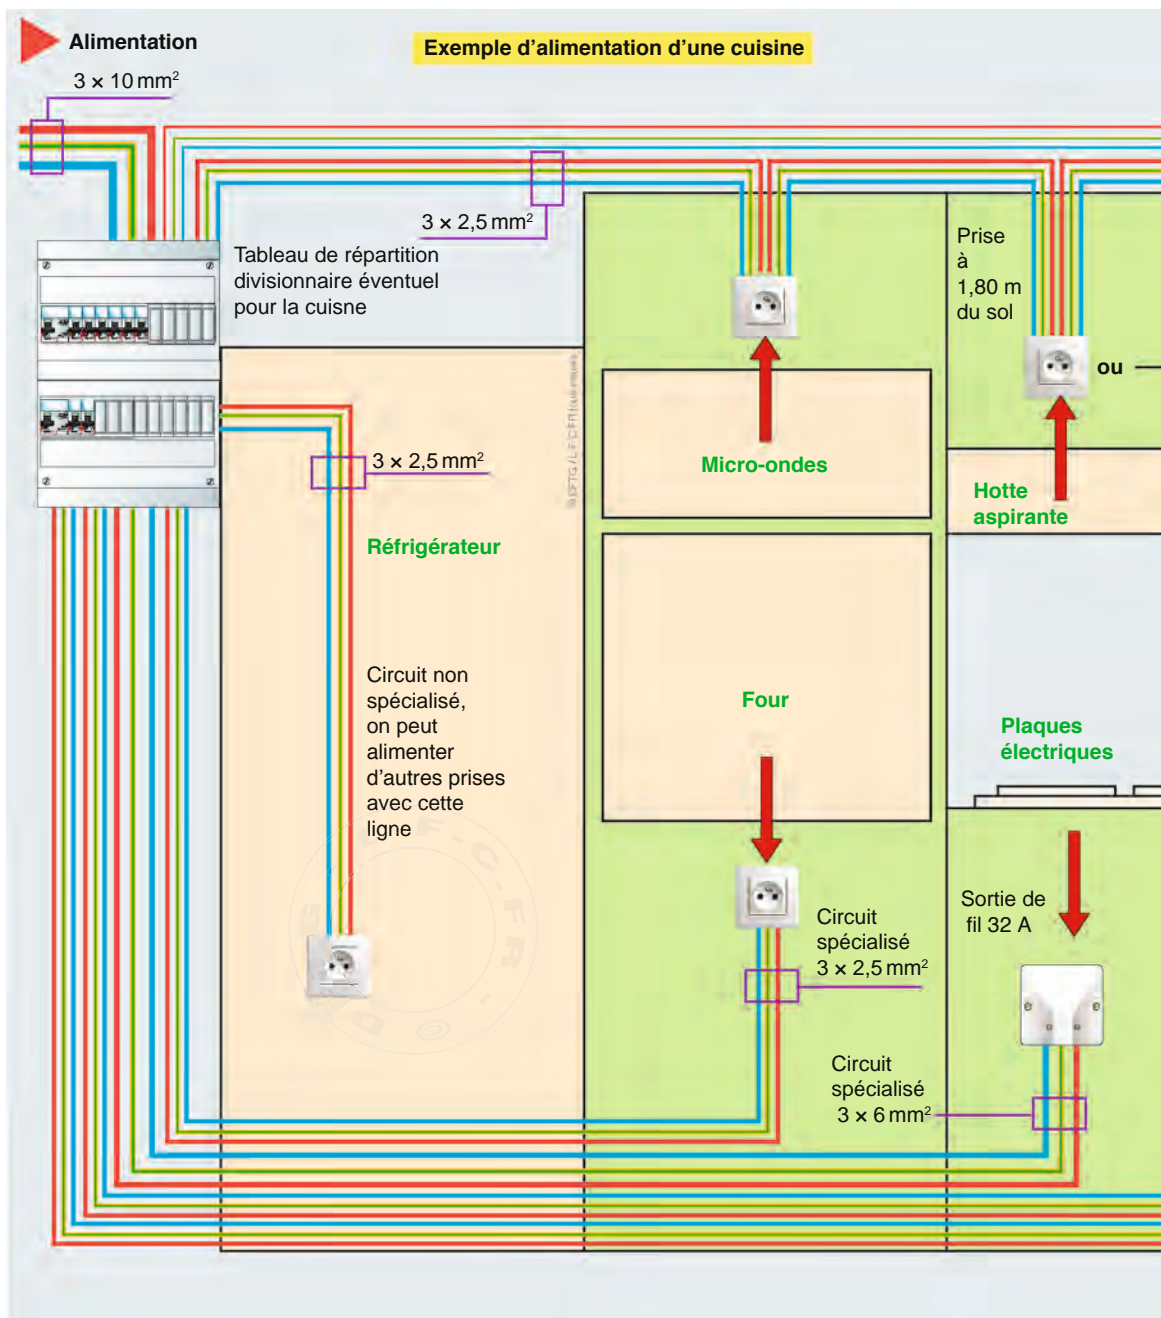 Alimentation
Exemple d'alimentation d'une cuisine
3 × 10 mm²
3 × 2,5 mm²
Tableau de répartition
divisionnaire éventuel
pour la cuisne
Prise
à
1,80 m
du sol
ou
3 × 2,5 mm²
Micro-ondes
Hotte
aspirante
Réfrigérateur
Circuit non
spécialisé,
on peut
alimenter
d'autres prises
avec cette
ligne
Four
Plaques
électriques
Sortie de
fil 32 A
Circuit
spécialisé
3 × 2,5 mm²
Circuit
spécialisé
3 × 6 mm²